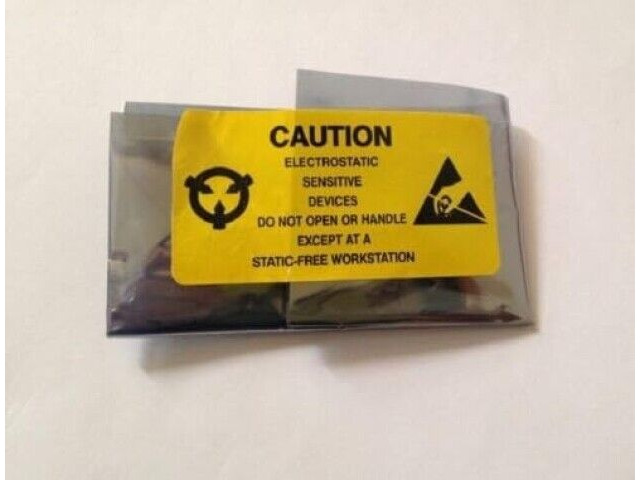 CAUTION
ELECTROSTATIC
SENSITIVE
DEVICES
DO NOT OPEN OR HANDLE
EXCEPT AT A
STATIC-FREE WORKSTATION